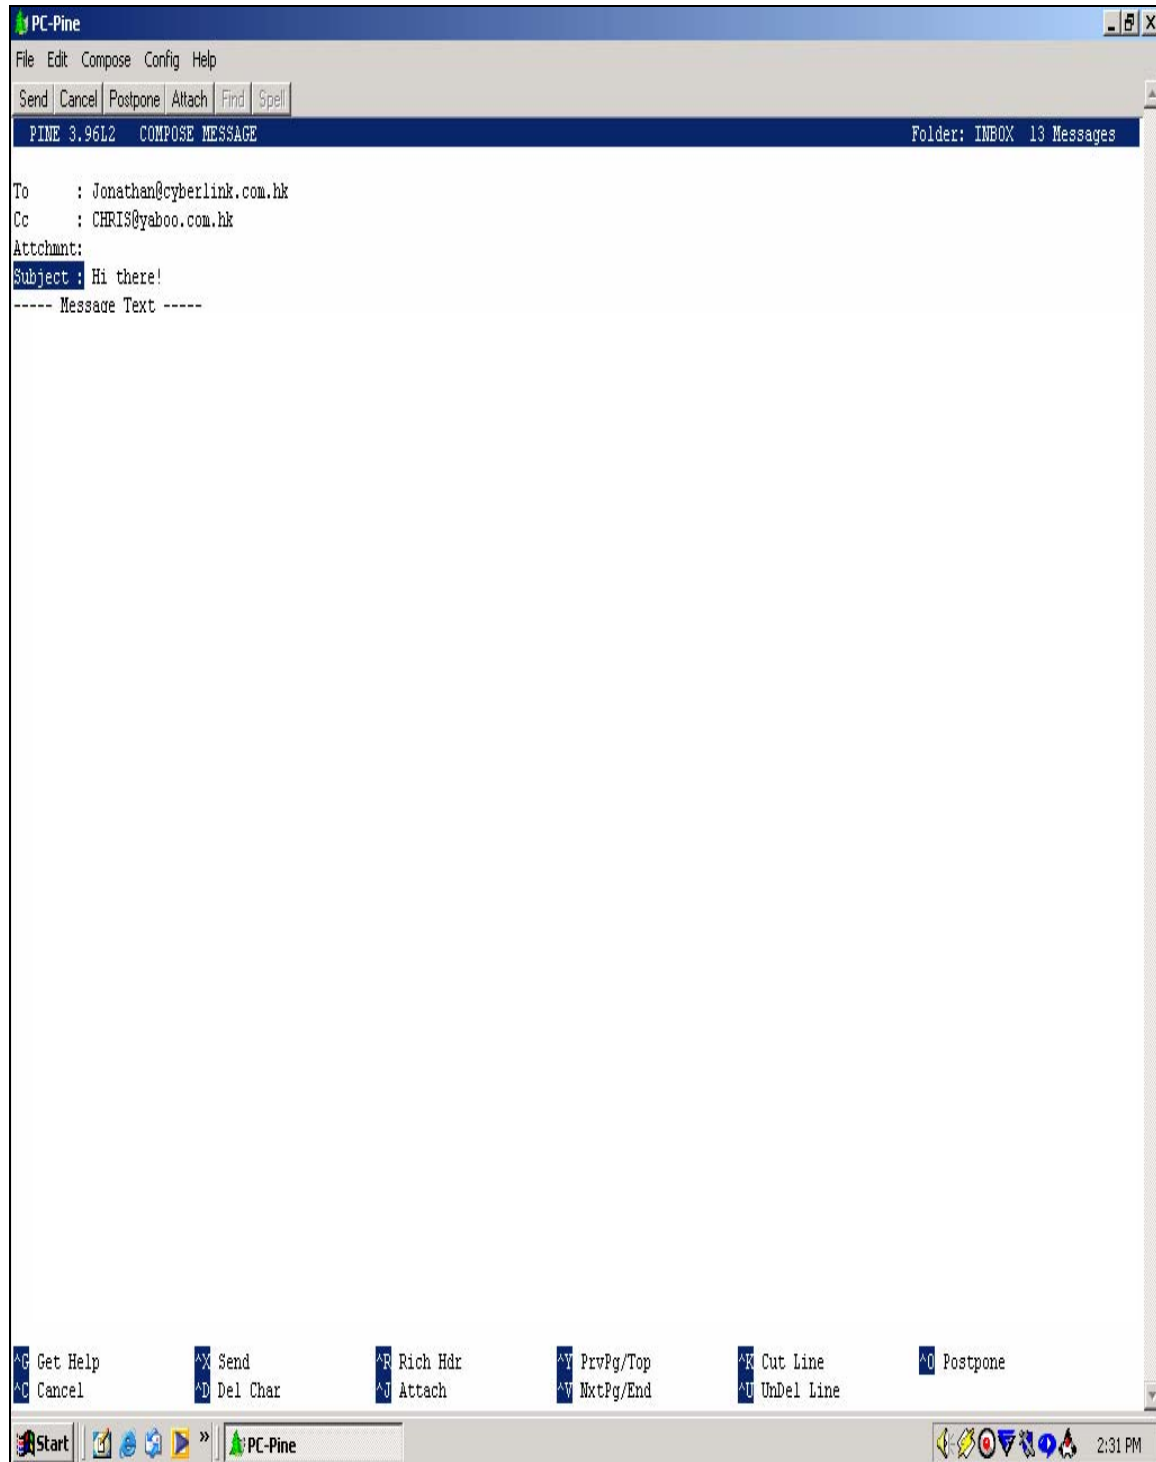 PC-Pine
File Edit Compose Config Help
Send Cancel Postpone Attach Find Spell
PINE 3.96L2 COMPOSE MESSAGE Folder: INBOX 13 Messages
To : Jonathan@cyberlink.com.hk
Cc : CHRIS@yaboo.com.hk
Attchmnt:
Subject : Hi there!
----- Message Text -----
^G Get Help ^X Send ^R Rich Hdr ^Y PrvPg/Top ^K Cut Line ^O Postpone
^C Cancel ^D Del Char ^J Attach ^V NxtPg/End ^U UnDel Line
Start » PC-Pine 2:31 PM